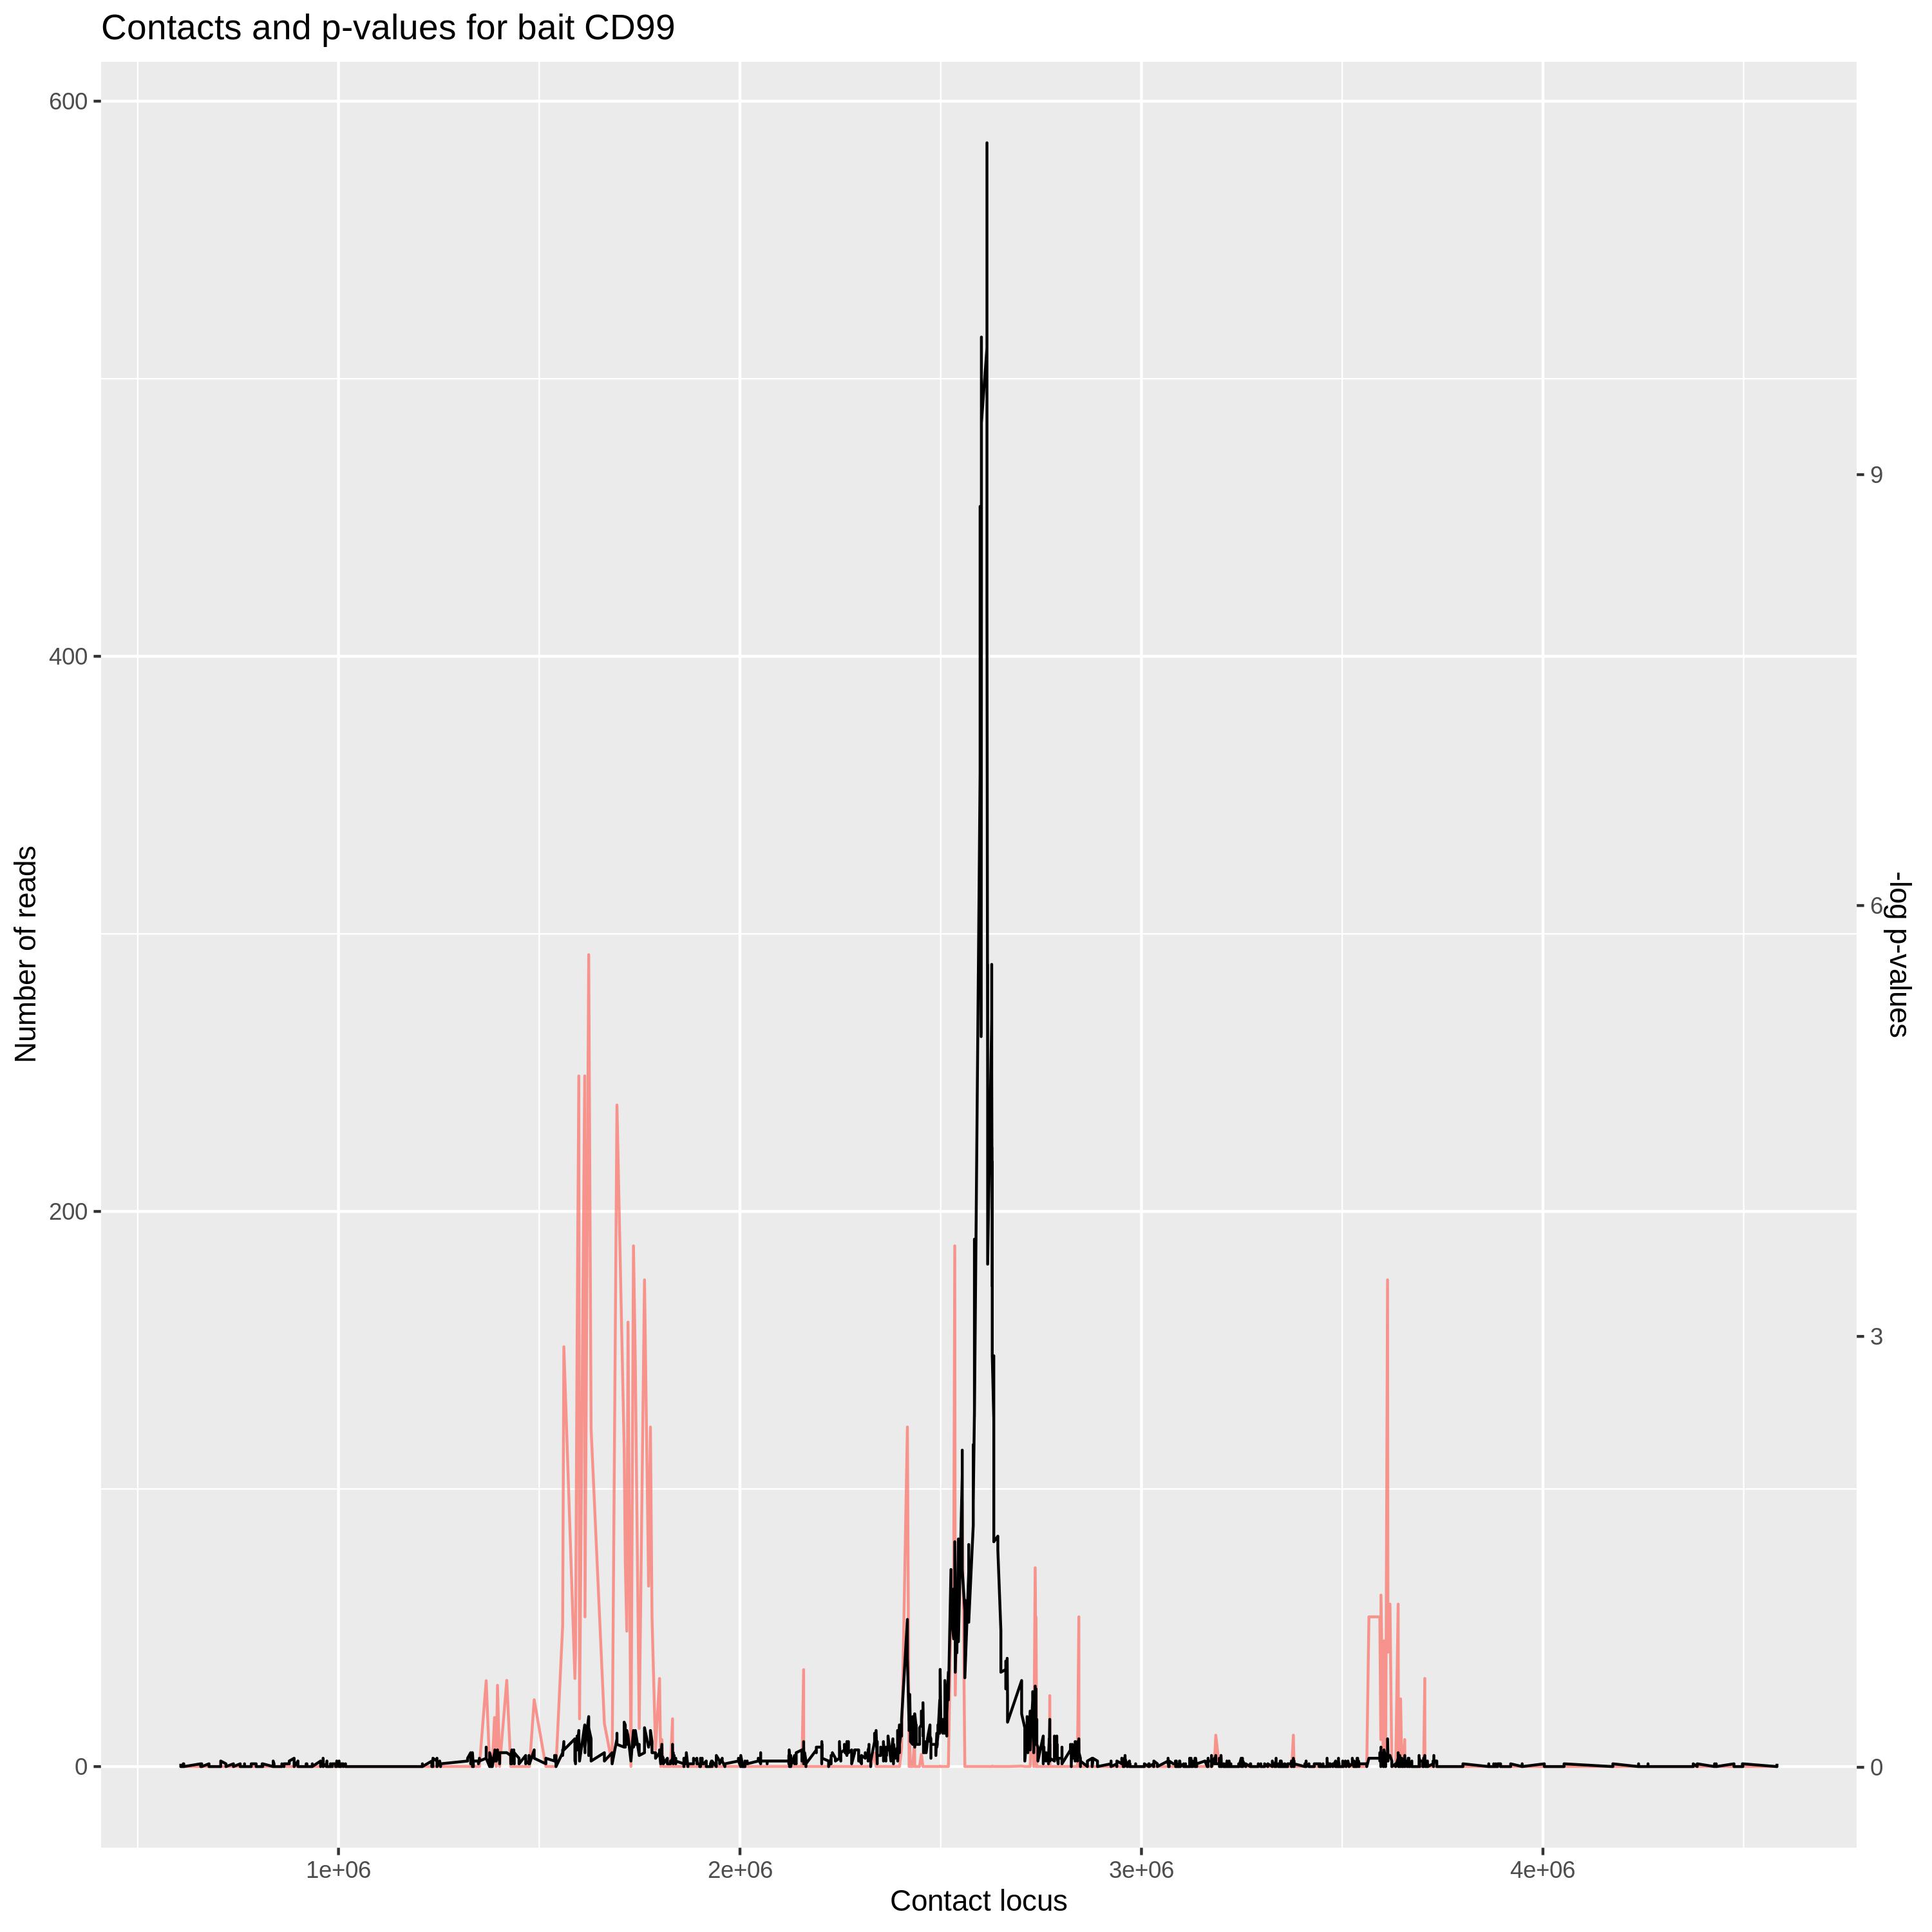 Contacts and p-values for bait CD99
600
400
200
0
Number of reads
9
6
3
0
-log p-values
1e+06
2e+06
3e+06
4e+06
Contact locus